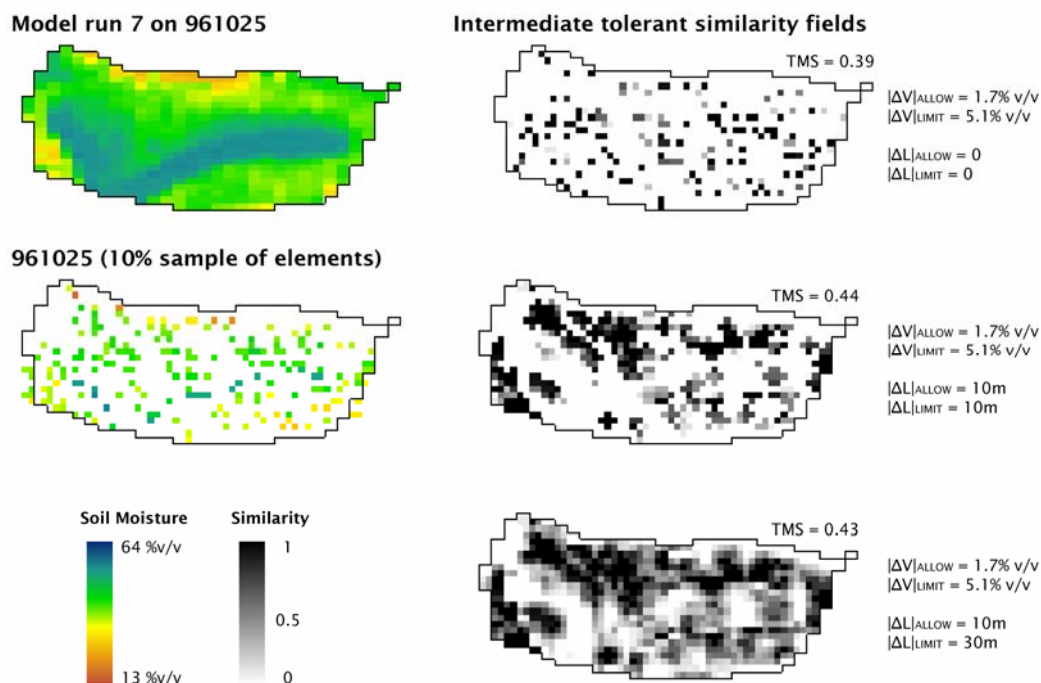 Model run 7 on 961025
Intermediate tolerant similarity fields
TMS = 0.39
|ΔV|ALLOW = 1.7% v/v
|ΔV|LIMIT = 5.1% v/v
|ΔL|ALLOW = 0
|ΔL|LIMIT = 0
961025 (10% sample of elements)
TMS = 0.44
|ΔV|ALLOW = 1.7% v/v
|ΔV|LIMIT = 5.1% v/v
|ΔL|ALLOW = 10m
|ΔL|LIMIT = 10m
Soil Moisture
64 %v/v
13 %v/v
Similarity
1
0.5
0
TMS = 0.43
|ΔV|ALLOW = 1.7% v/v
|ΔV|LIMIT = 5.1% v/v
|ΔL|ALLOW = 10m
|ΔL|LIMIT = 30m